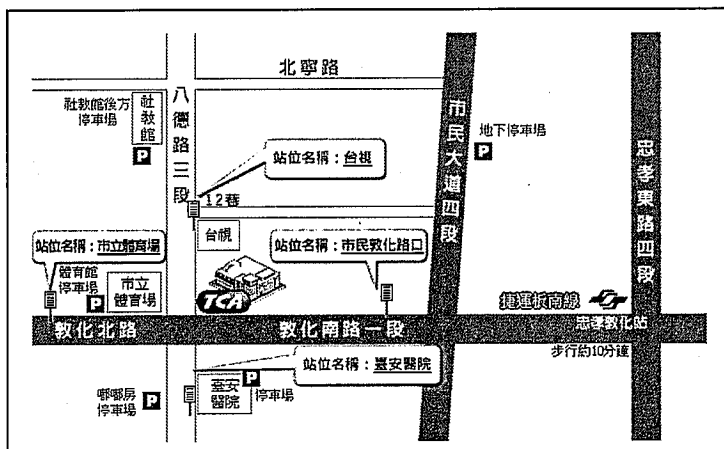 北寧路
八德路三段
社教館後方
停車場
社教館
P
市民大道四段
地下停車場
P
忠孝東路四段
站位名稱：台視
12巷
台視
站位名稱：市立體育場
站位名稱：市民敦化路口
體育館
停車場
P
市立
體育場
TCA
捷運板南線
敦化北路
敦化南路一段
忠孝敦化站
步行約10分鐘
站位名稱：臺安醫院
嘟嘟房
停車場
P
臺安
醫院
P
停車場